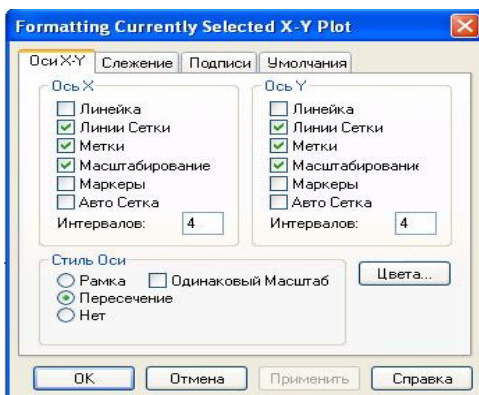 Formatting Currently Selected X-Y Plot
Оси X-Y Слежение Подписи Умолчания
Ось X
Линейка
Линии Сетки
Метки
Масштабирование
Маркеры
Авто Сетка
Интервалов: 4
Ось Y
Линейка
Линии Сетки
Метки
Масштабировани
Маркеры
Авто Сетка
Интервалов: 4
Стиль Оси
Рамка Одинаковый Масштаб
Пересечение
Нет
Цвета...
OK Отмена Применить Справка